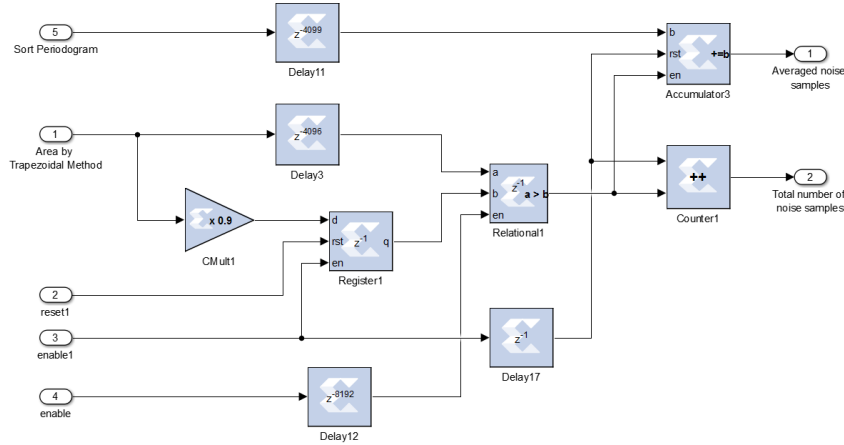 5
Sort Periodogram
z-4099
Delay11
b
rst
en
+=b
Accumulator3
1
Averaged noise
samples
1
Area by
Trapezoidal Method
z-4096
Delay3
a
b
en
z-1
a > b
Relational1
++
Counter1
2
Total number of
noise samples
x 0.9
CMult1
d
rst
en
z-1
q
Register1
2
reset1
3
enable1
z-1
Delay17
4
enable
z-8192
Delay12